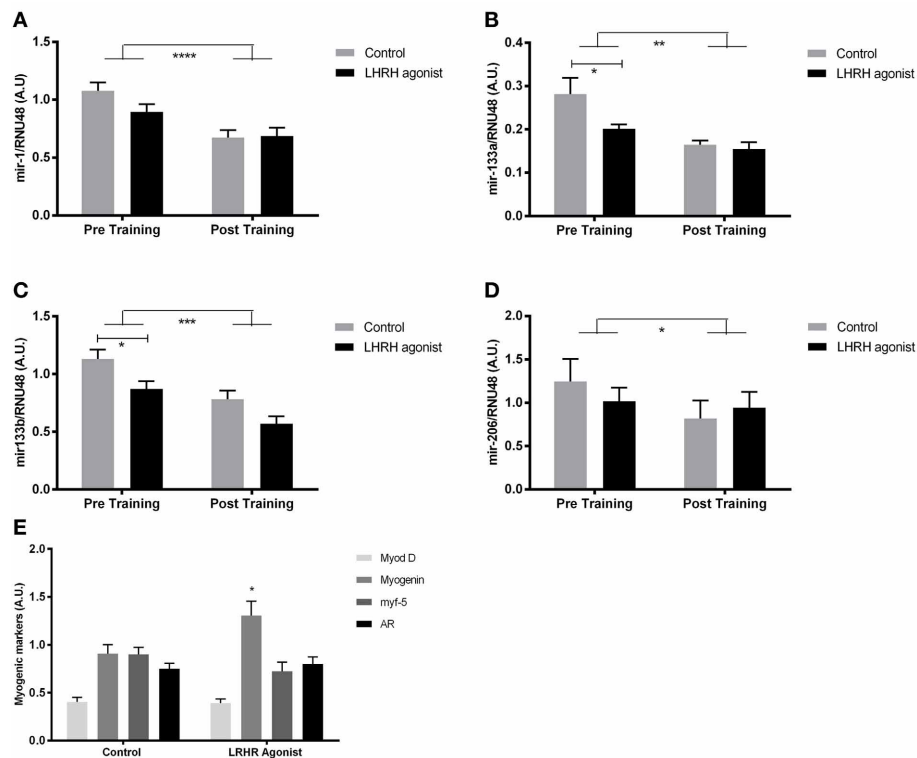 A
mir-1/RNU48 (A.U)
1.5
1.0
0.5
0.0
****
Pre Training
Post Training
Control
LHRH agonist
B
mir-133a/RNU48 (A.U.)
0.4
0.3
0.2
0.1
0.0
**
*
Pre Training
Post Training
Control
LHRH agonist
C
mir133b/RNU48 (A.U.)
1.5
1.0
0.5
0.0
***
*
Pre Training
Post Training
Control
LHRH agonist
D
mir-206/RNU48 (A.U.)
2.0
1.5
1.0
0.5
0.0
*
Pre Training
Post Training
Control
LHRH agonist
E
Myogenic markers (A.U.)
2.0
1.5
1.0
0.5
0.0
*
Control
LRHR Agonist
Myod D
Myogenin
myf-5
AR